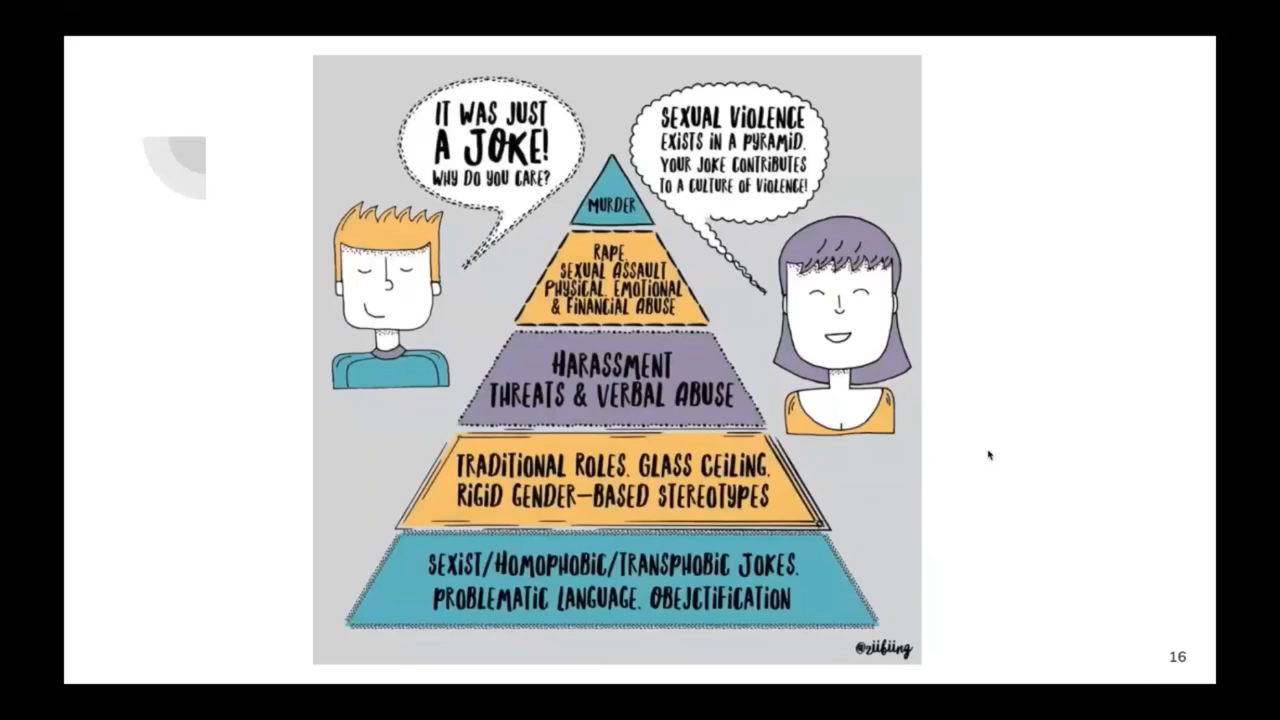 IT WAS JUST
A JOKE!
WHY DO YOU CARE?
SEXUAL VIOLENCE
EXISTS IN A PYRAMID.
YOUR JOKE CONTRIBUTES
TO A CULTURE OF VIOLENCE!
MURDER
RAPE,
SEXUAL ASSAULT
PHYSICAL, EMOTIONAL
& FINANCIAL ABUSE
HARASSMENT
THREATS & VERBAL ABUSE
TRADITIONAL ROLES, GLASS CEILING,
RIGID GENDER-BASED STEREOTYPES
SEXIST/HOMOPHOBIC/TRANSPHOBIC JOKES,
PROBLEMATIC LANGUAGE, OBEJCTIFICATION
@ziibiing
16